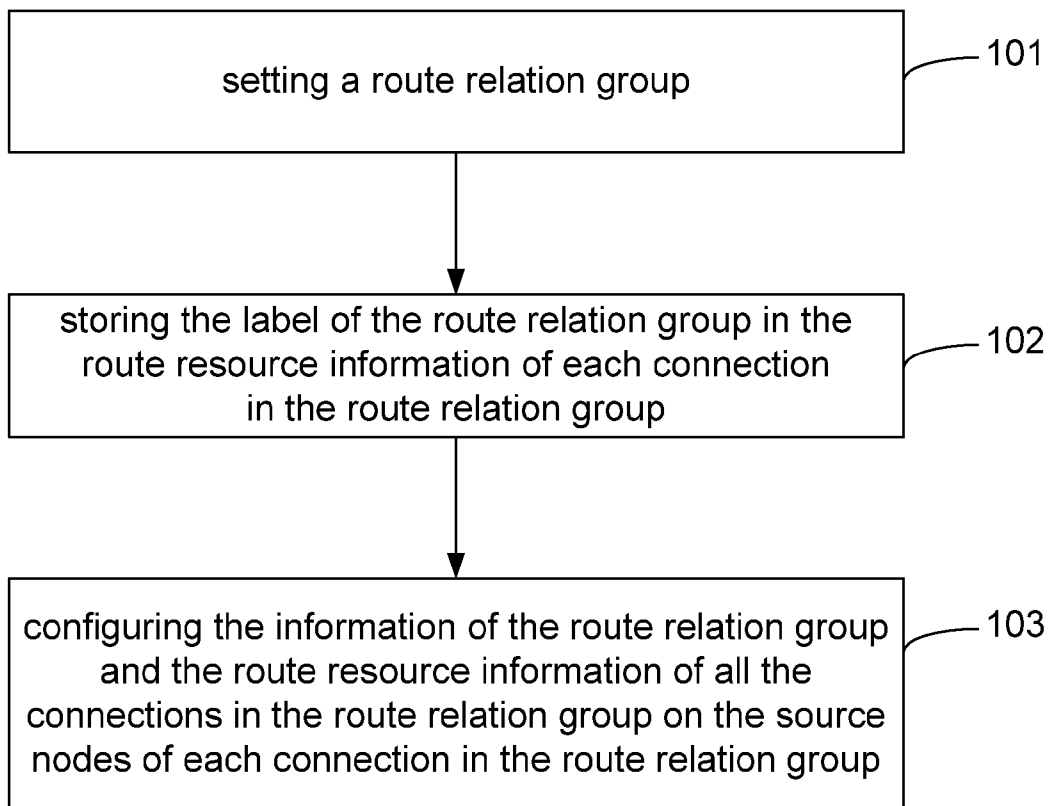 setting a route relation group
101
storing the label of the route relation group in the
route resource information of each connection
in the route relation group
102
configuring the information of the route relation group
and the route resource information of all the
connections in the route relation group on the source
nodes of each connection in the route relation group
103